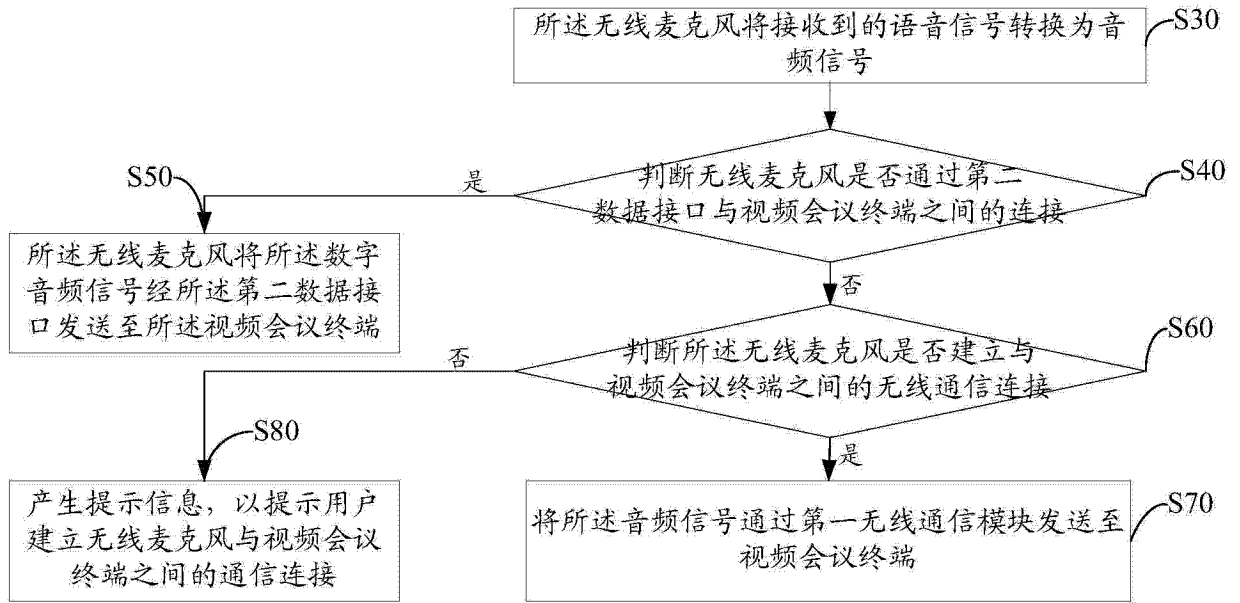 所述无线麦克风将接收到的语音信号转换为音
频信号
S30
判断无线麦克风是否通过第二
数据接口与视频会议终端之间的连接
S40
是
S50
所述无线麦克风将所述数字
音频信号经所述第二数据接
口发送至所述视频会议终端
否
判断所述无线麦克风是否建立与
视频会议终端之间的无线通信连接
S60
否
S80
产生提示信息，以提示用户
建立无线麦克风与视频会议
终端之间的通信连接
是
将所述音频信号通过第一无线通信模块发送至
视频会议终端
S70